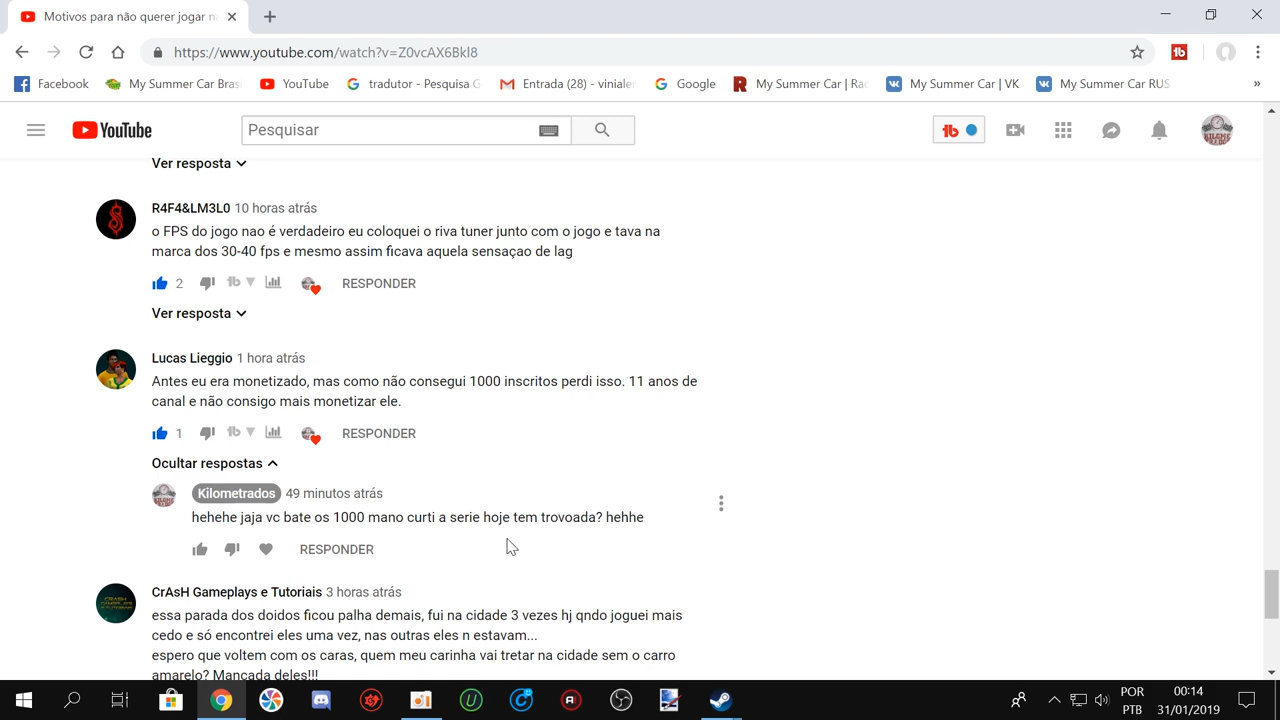 Motivos para não querer jogar n
https://www.youtube.com/watch?v=Z0vcAX6Bkl8
Facebook
My Summer Car Bras
YouTube
tradutor - Pesquisa G
Entrada (28) - viniale
Google
My Summer Car | Rac
My Summer Car | VK
My Summer Car RUS
»
YouTube
Pesquisar
Ver resposta
R4F4&LM3L0 10 horas atrás
o FPS do jogo nao é verdadeiro eu coloquei o riva tuner junto com o jogo e tava na
marca dos 30-40 fps e mesmo assim ficava aquela sensaçao de lag
2 RESPONDER
Ver resposta
Lucas Lieggio 1 hora atrás
Antes eu era monetizado, mas como não consegui 1000 inscritos perdi isso. 11 anos de
canal e não consigo mais monetizar ele.
1 RESPONDER
Ocultar respostas
Kilometrados 49 minutos atrás
hehehe jaja vc bate os 1000 mano curti a serie hoje tem trovoada? hehhe
RESPONDER
CrAsH Gameplays e Tutoriais 3 horas atrás
essa parada dos doidos ficou palha demais, fui na cidade 3 vezes hj qndo joguei mais
cedo e só encontrei eles uma vez, nas outras eles n estavam...
espero que voltem com os caras, quem meu carinha vai tretar na cidade sem o carro
amarelo? Mancada deles!!!
POR
PTB
00:14
31/01/2019